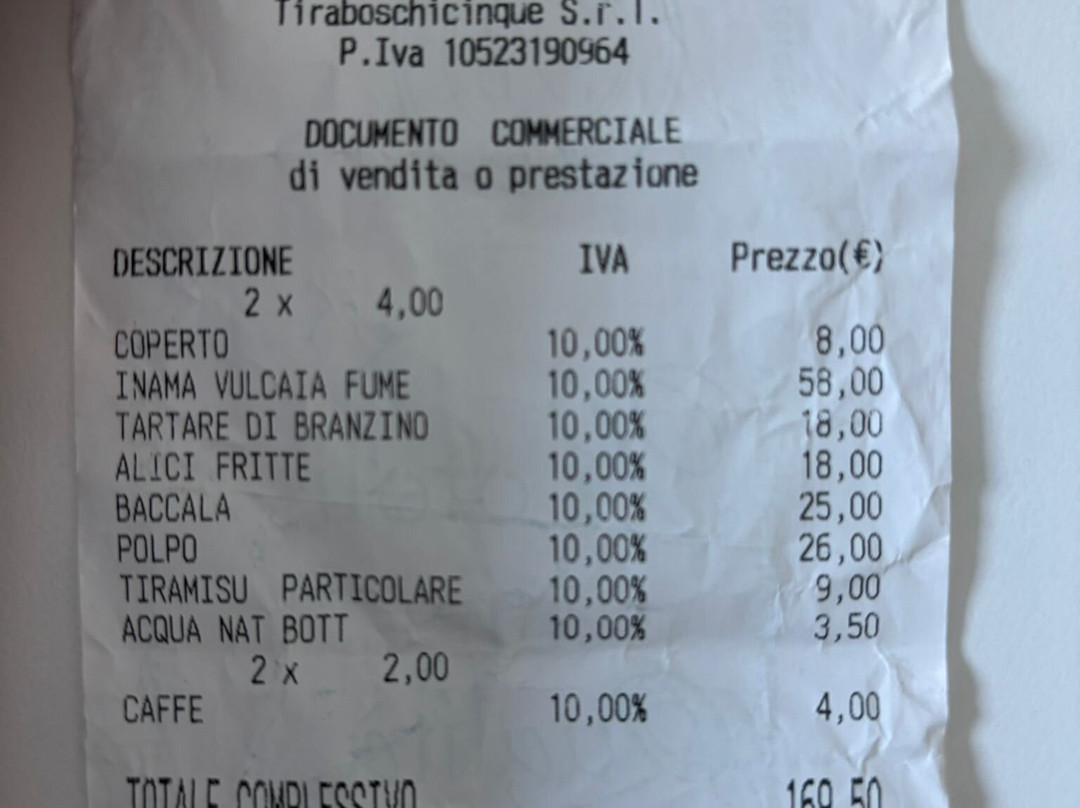 Tiraboschicinque S.r.l.
P.Iva 10523190964
DOCUMENTO COMMERCIALE
di vendita o prestazione
DESCRIZIONE IVA Prezzo(€)
2 x 4,00
COPERTO 10,00% 8,00
INAMA VULCAIA FUME 10,00% 58,00
TARTARE DI BRANZINO 10,00% 18,00
ALICI FRITTE 10,00% 18,00
BACCALA 10,00% 25,00
POLPO 10,00% 26,00
TIRAMISU PARTICOLARE 10,00% 9,00
ACQUA NAT BOTT 10,00% 3,50
2 x 2,00
CAFFE 10,00% 4,00
TOTALE COMPLESSIVO 169,50